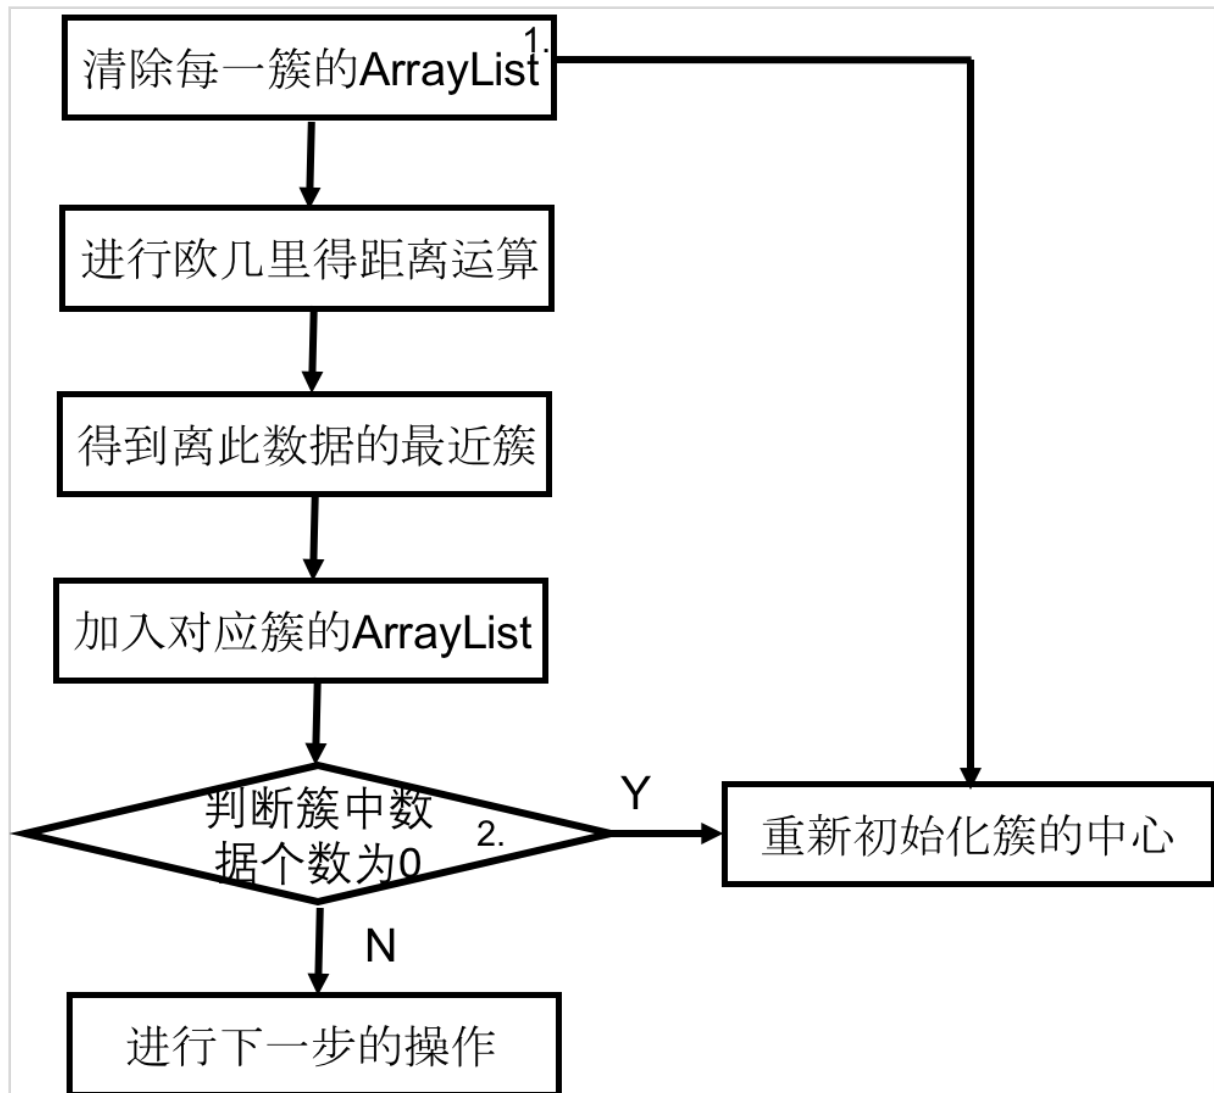 1.
清除每一簇的ArrayList
进行欧几里得距离运算
得到离此数据的最近簇
加入对应簇的ArrayList
判断簇中数
据个数为0
2.
Y
重新初始化簇的中心
N
进行下一步的操作